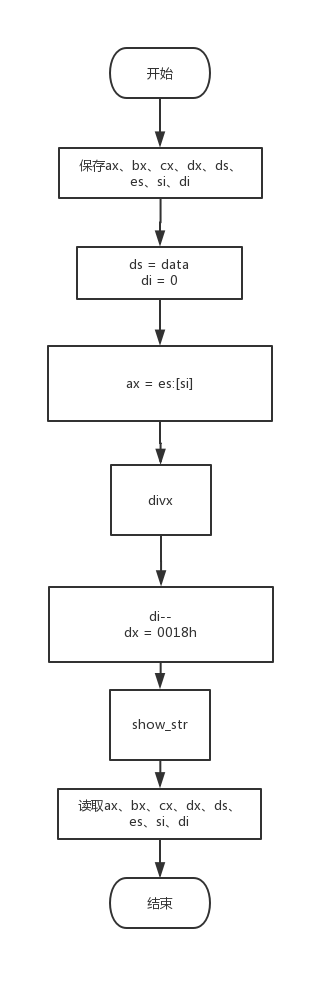 开始
保存ax、bx、cx、dx、ds、
es、si、di
ds = data
di = 0
ax = es:[si]
divx
di--
dx = 0018h
show_str
读取ax、bx、cx、dx、ds、
es、si、di
结束